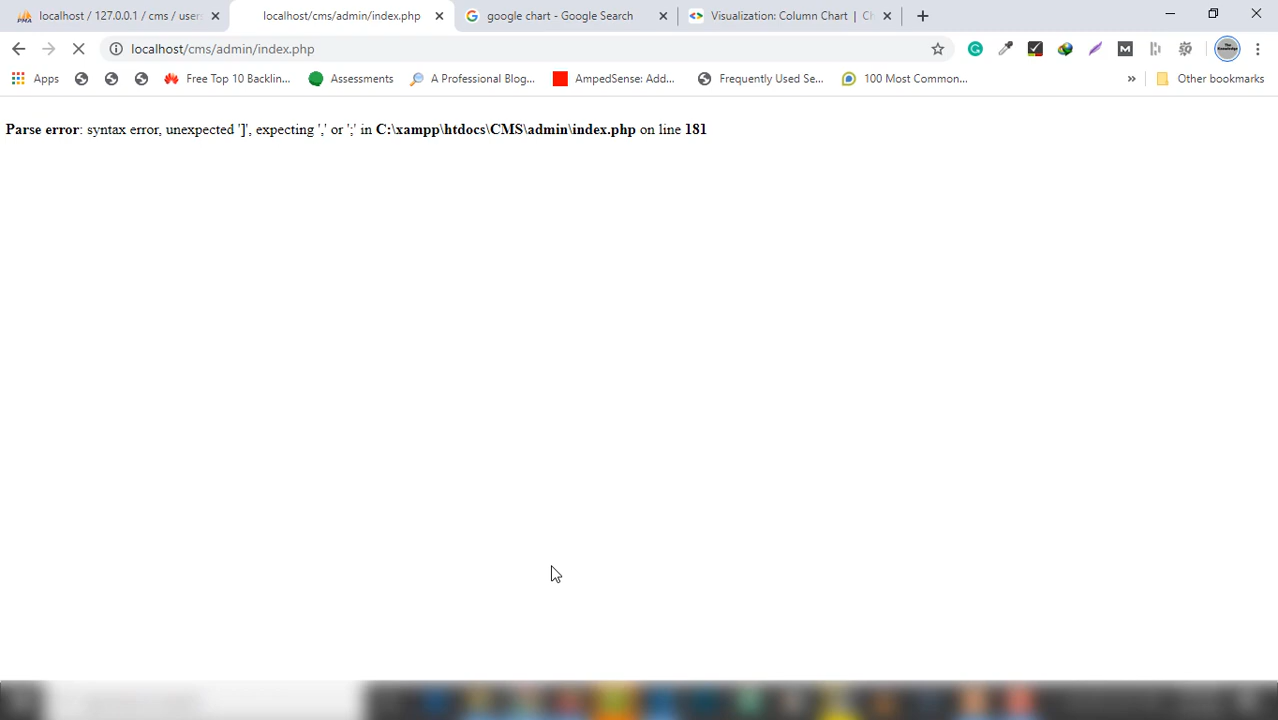 localhost / 127.0.0.1 / cms / user
localhost/cms/admin/index.php
google chart - Google Search
Visualization: Column Chart | Ch
localhost/cms/admin/index.php
Apps
Free Top 10 Backlin...
Assessments
A Professional Blog...
AmpedSense: Add...
Frequently Used Se...
100 Most Common...
»
Other bookmarks
Parse error: syntax error, unexpected ']', expecting ',' or ';' in C:\xampp\htdocs\CMS\admin\index.php on line 181